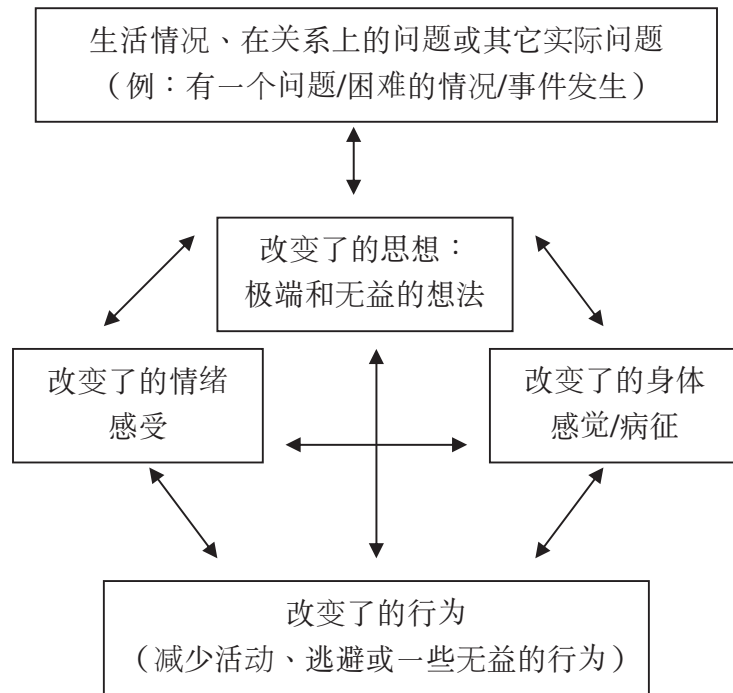 生活情况、在关系上的问题或其它实际问题
（例：有一个问题/困难的情况/事件发生）
改变了的思想：
极端和无益的想法
改变了的情绪
感受
改变了的身体
感觉/病征
改变了的行为
（减少活动、逃避或一些无益的行为）